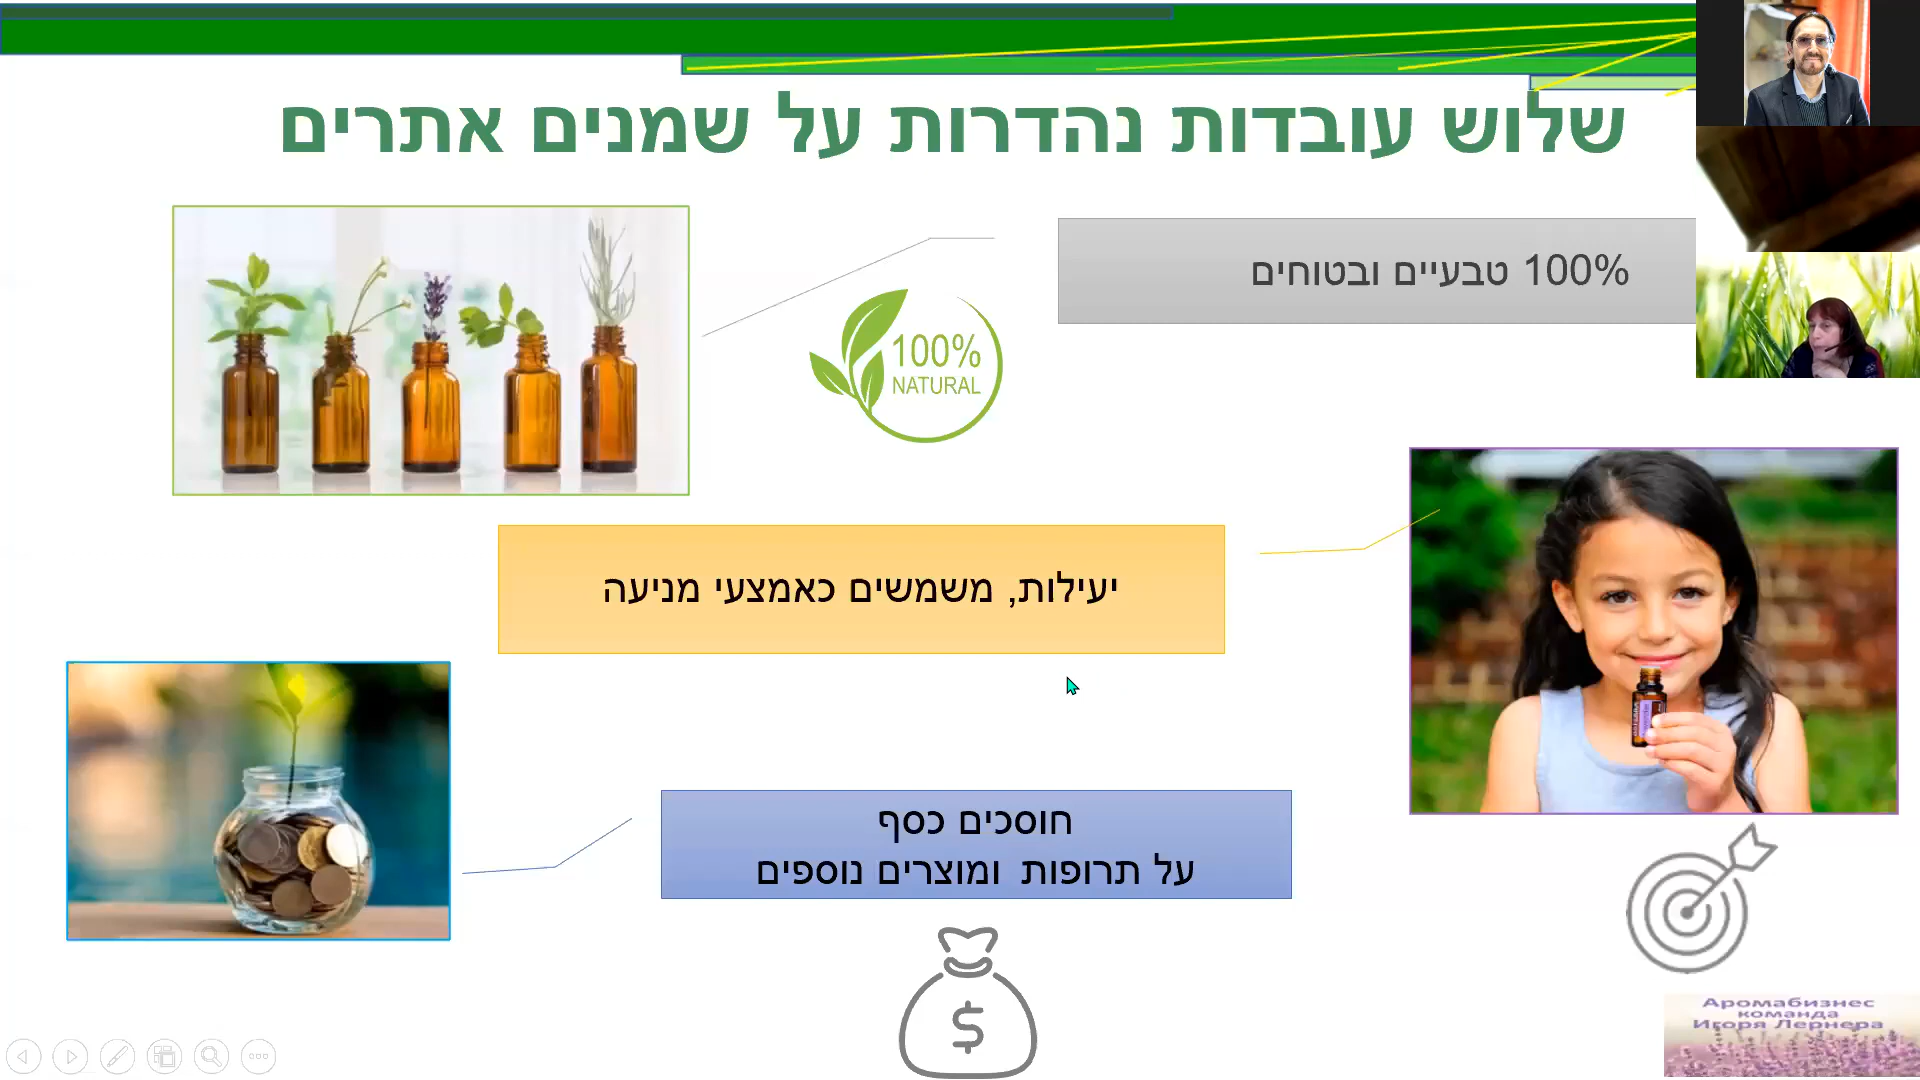 שלוש עובדות נהדרות על שמנים אתרים
100% טבעיים ובטוחים
100%
NATURAL
יעילות, משמשים כאמצעי מניעה
חוסכים כסף
על תרופות ומוצרים נוספים
$
Аромабизнес
команда
Игоря Лернера